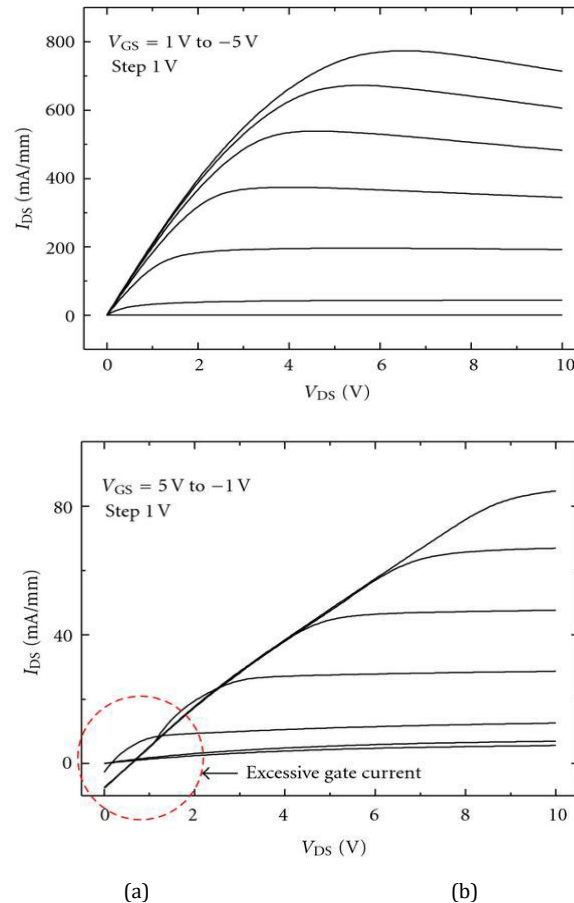 V_GS = 1 V to −5 V
Step 1 V
I_DS (mA/mm)
800
600
400
200
0
0 2 4 6 8 10
V_DS (V)
V_GS = 5 V to −1 V
Step 1 V
I_DS (mA/mm)
80
40
0
Excessive gate current
0 2 4 6 8 10
V_DS (V)
(a) (b)